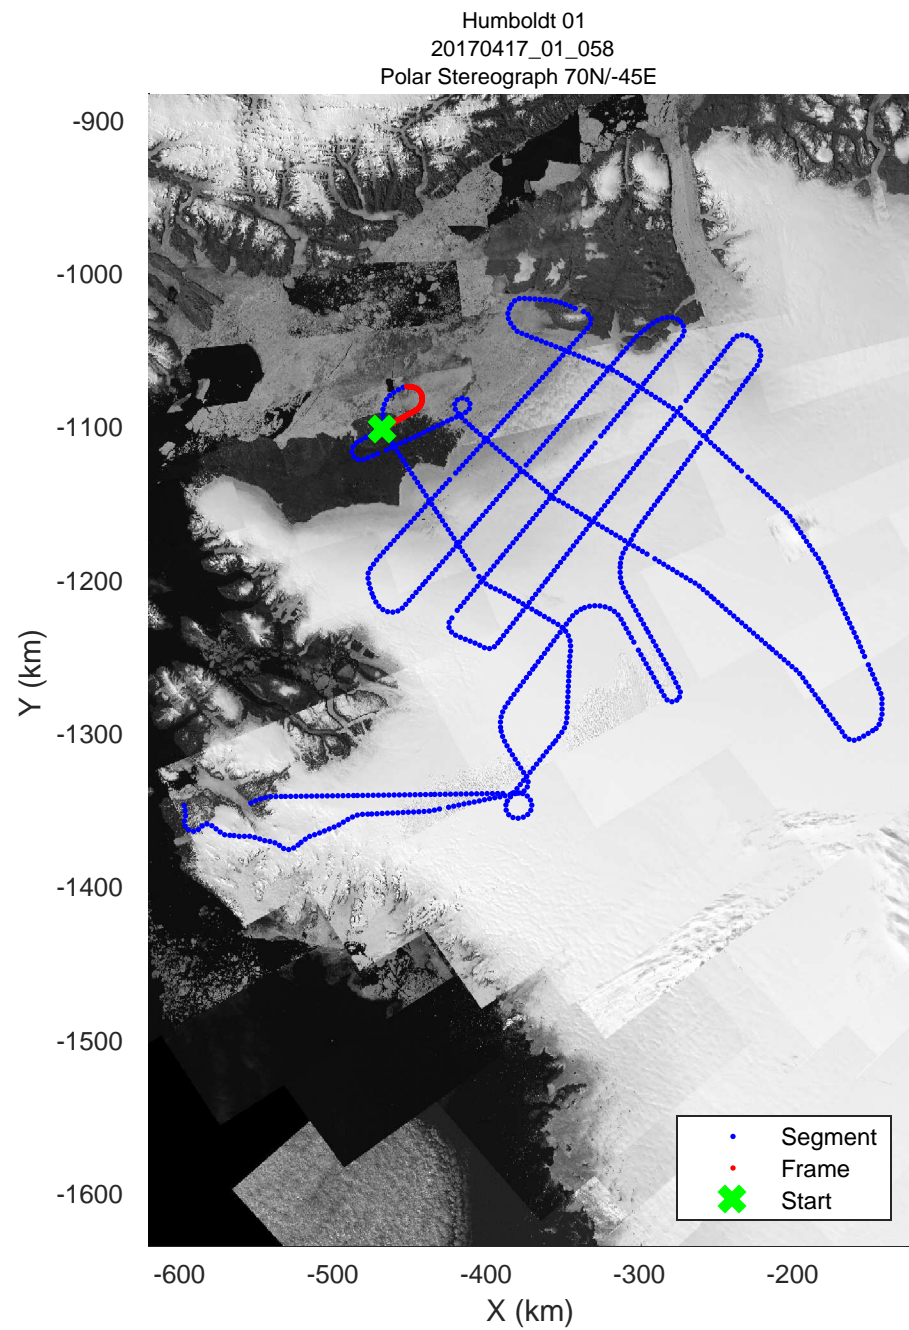 Humboldt 01
20170417_01_058
Polar Stereograph 70N/-45E
-900
-1000
-1100
-1200
-1300
-1400
-1500
-1600
Y (km)
Segment
Frame
Start
-600 -500 -400 -300 -200
X (km)